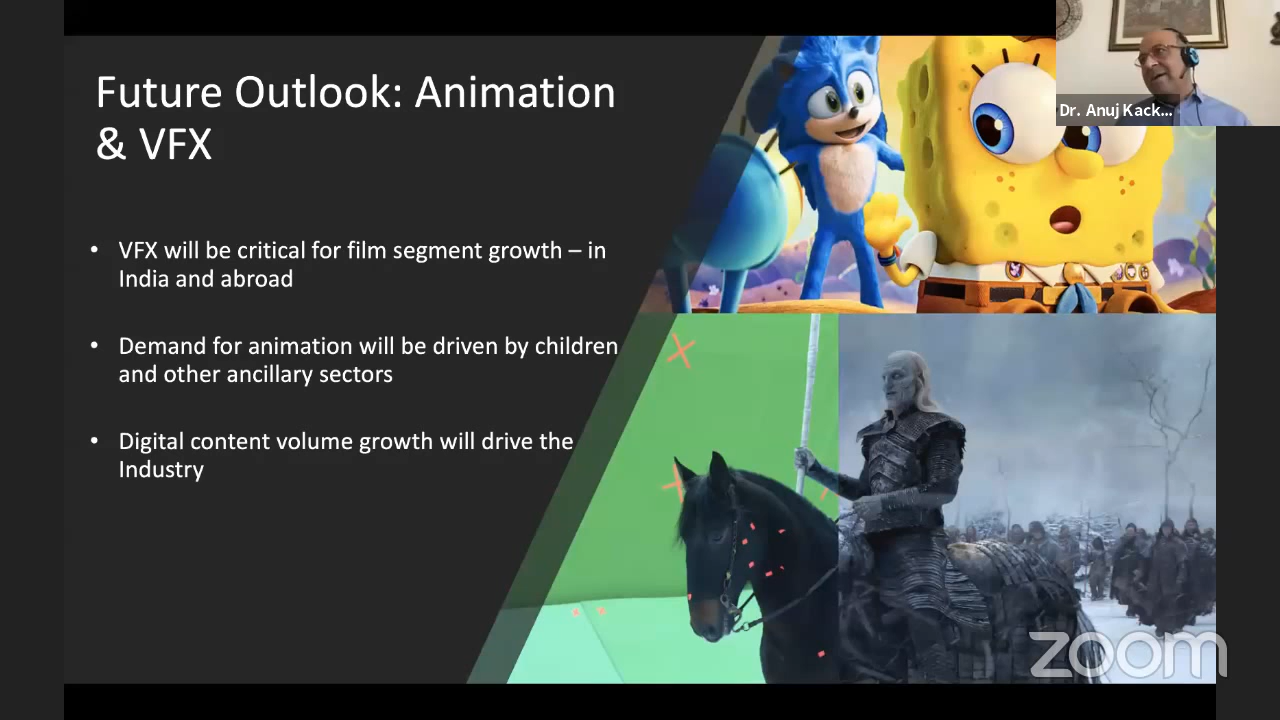 Future Outlook: Animation
& VFX
• VFX will be critical for film segment growth – in
India and abroad
• Demand for animation will be driven by children
and other ancillary sectors
• Digital content volume growth will drive the
Industry
Dr. Anuj Kack...
zoom